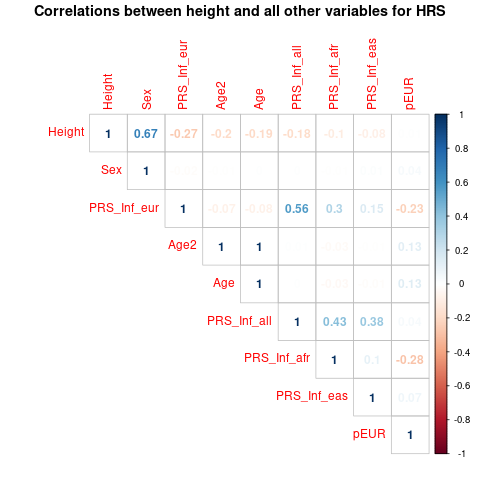 Correlations between height and all other variables for HRS
Height Sex PRS_Inf_eur Age2 Age PRS_Inf_all PRS_Inf_afr PRS_Inf_eas pEUR
Height 1 0.67 -0.27 -0.2 -0.19 -0.18 -0.1 -0.08
Sex 1 0.04
PRS_Inf_eur 1 -0.07 -0.08 0.56 0.3 0.15 -0.23
Age2 1 1 0.13
Age 1 -0.03 0.13
PRS_Inf_all 1 0.43 0.38 0.04
PRS_Inf_afr 1 0.1 -0.28
PRS_Inf_eas 1 0.07
pEUR 1
1
0.8
0.6
0.4
0.2
0
-0.2
-0.4
-0.6
-0.8
-1